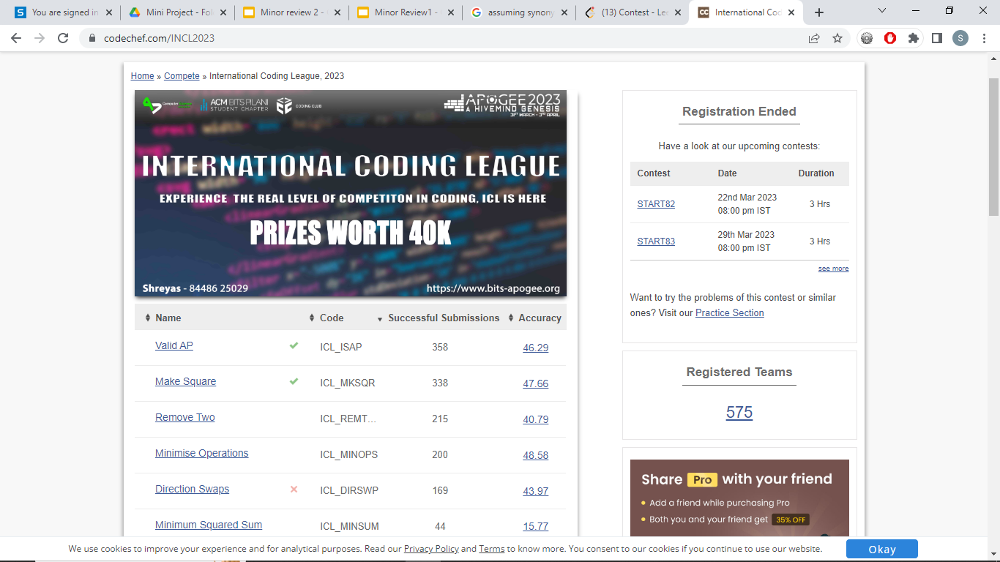 You are signed in
Mini Project - Fol
Minor review 2 -
Minor Review1 -
assuming synony
(13) Contest - Le
International Coc
codechef.com/INCL2023
S
Home » Compete » International Coding League, 2023
ACM BITS PILANI
STUDENT CHAPTER
CODING CLUB
APOGEE 2023
A HIVEMIND GENESIS
31ST MARCH - 3RD APRIL
INTERNATIONAL CODING LEAGUE
EXPERIENCE THE REAL LEVEL OF COMPETITON IN CODING, ICL IS HERE
PRIZES WORTH 40K
Shreyas - 84486 25029
https://www.bits-apogee.org
Name Code Successful Submissions Accuracy
Valid AP ICL_ISAP 358 46.29
Make Square ICL_MKSQR 338 47.66
Remove Two ICL_REMT... 215 40.79
Minimise Operations ICL_MINOPS 200 48.58
Direction Swaps ICL_DIRSWP 169 43.97
Minimum Squared Sum ICL_MINSUM 44 15.77
Registration Ended
Have a look at our upcoming contests:
Contest Date Duration
START82 22nd Mar 2023 08:00 pm IST 3 Hrs
START83 29th Mar 2023 08:00 pm IST 3 Hrs
see more
Want to try the problems of this contest or similar
ones? Visit our Practice Section
Registered Teams
575
Share Pro with your friend
Add a friend while purchasing Pro
Both you and your friend get 35% OFF
We use cookies to improve your experience and for analytical purposes. Read our Privacy Policy and Terms to know more. You consent to our cookies if you continue to use our website.
Okay